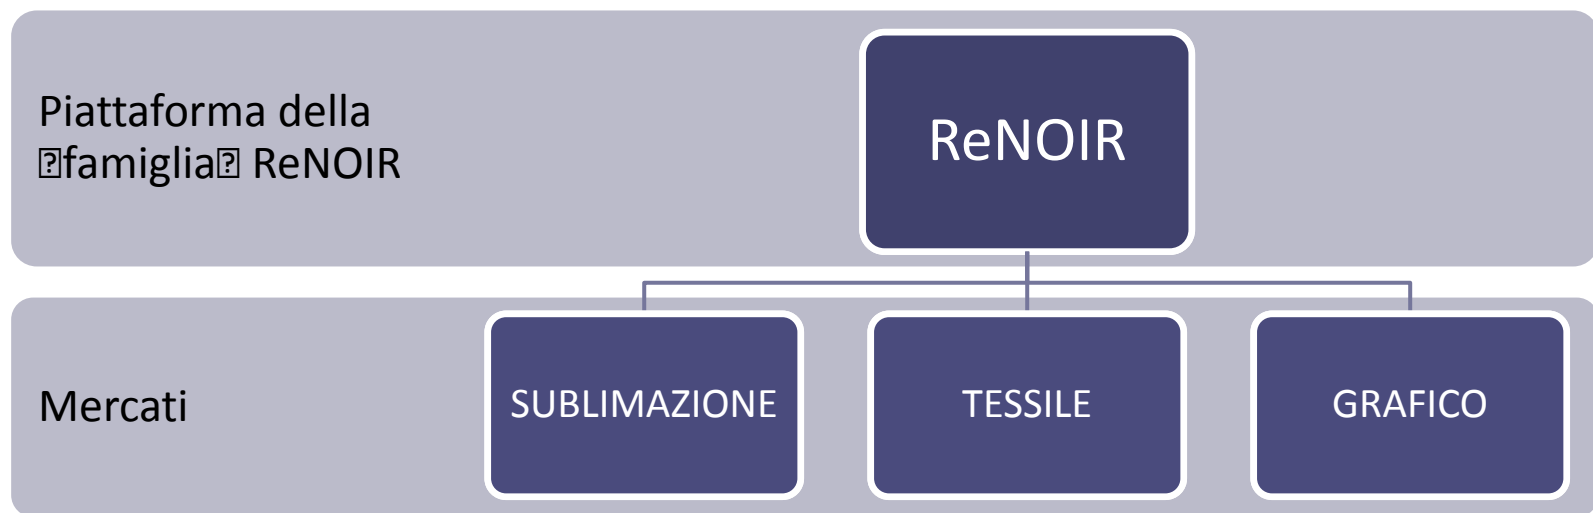 Piattaforma della
�famiglia� ReNOIR
ReNOIR
Mercati
SUBLIMAZIONE
TESSILE
GRAFICO